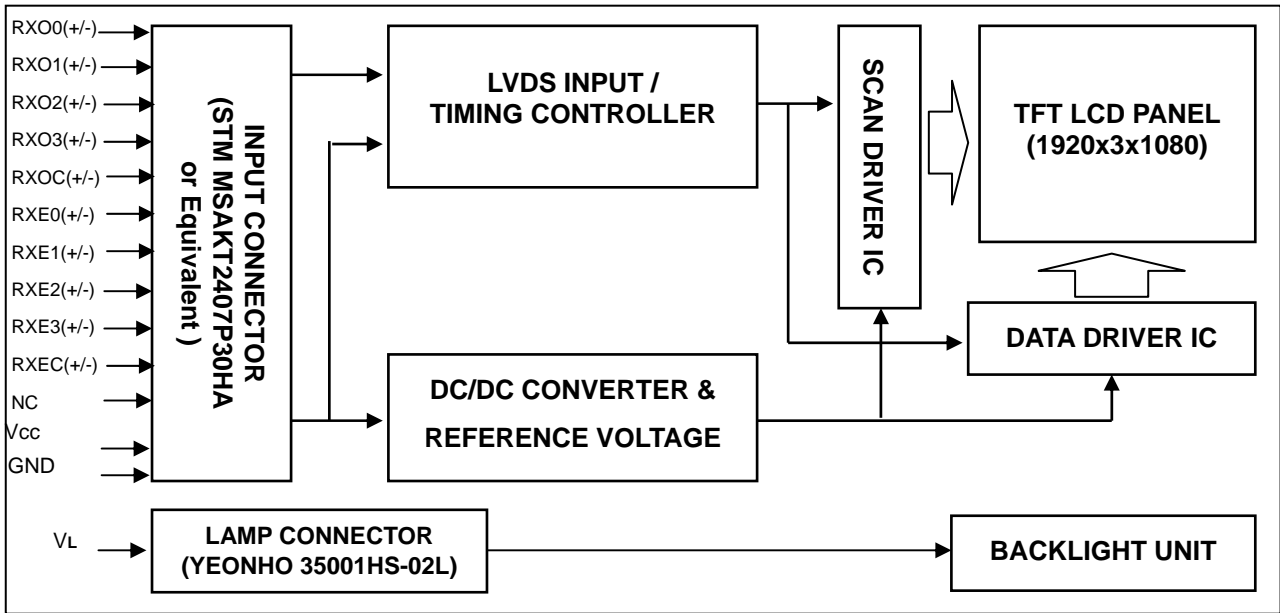 RXO0(+/-)
RXO1(+/-)
RXO2(+/-)
RXO3(+/-)
RXOC(+/-)
RXE0(+/-)
RXE1(+/-)
RXE2(+/-)
RXE3(+/-)
RXEC(+/-)
NC
Vcc
GND
VL
INPUT CONNECTOR
(STM MSAKT2407P30HA
or Equivalent )
LVDS INPUT /
TIMING CONTROLLER
DC/DC CONVERTER &
REFERENCE VOLTAGE
SCAN DRIVER IC
TFT LCD PANEL
(1920x3x1080)
DATA DRIVER IC
LAMP CONNECTOR
(YEONHO 35001HS-02L)
BACKLIGHT UNIT